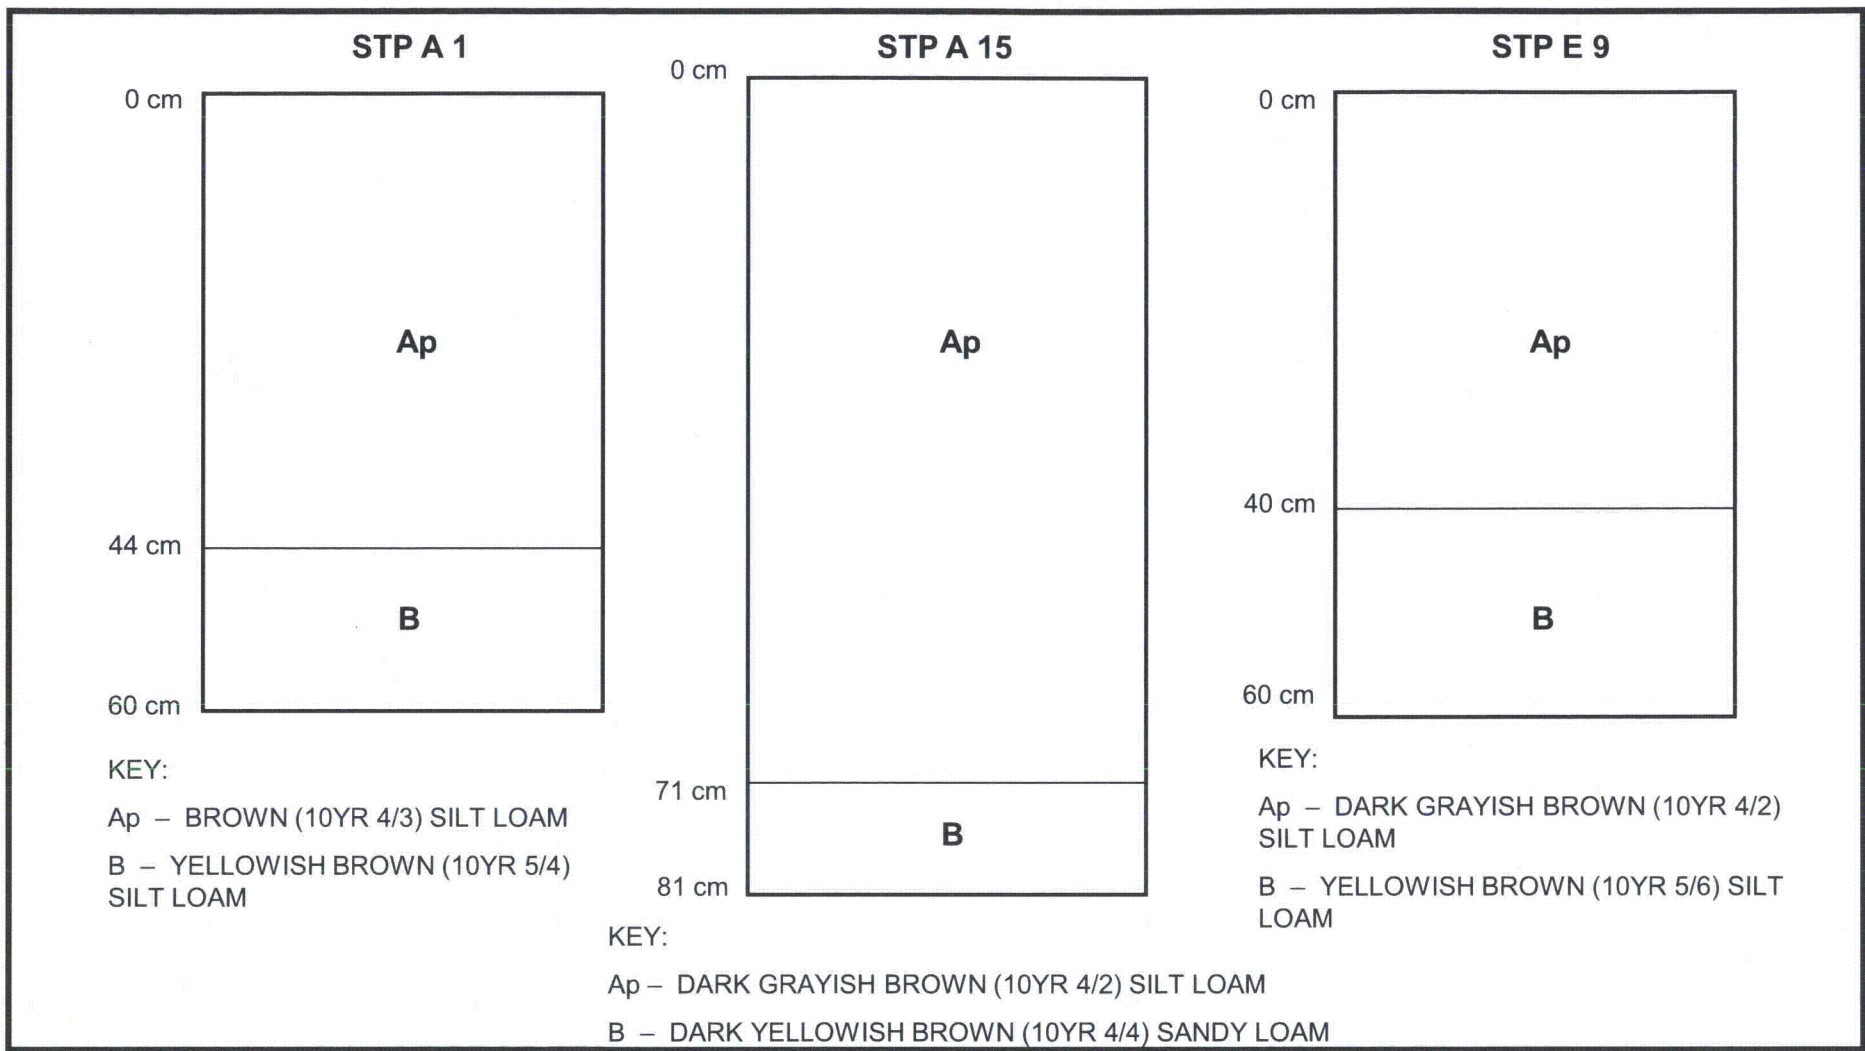 STP A 1
0 cm
Ap
44 cm
B
60 cm
KEY:
Ap – BROWN (10YR 4/3) SILT LOAM
B – YELLOWISH BROWN (10YR 5/4)
SILT LOAM
STP A 15
0 cm
Ap
71 cm
B
81 cm
KEY:
Ap – DARK GRAYISH BROWN (10YR 4/2) SILT LOAM
B – DARK YELLOWISH BROWN (10YR 4/4) SANDY LOAM
STP E 9
0 cm
Ap
40 cm
B
60 cm
KEY:
Ap – DARK GRAYISH BROWN (10YR 4/2)
SILT LOAM
B – YELLOWISH BROWN (10YR 5/6) SILT
LOAM